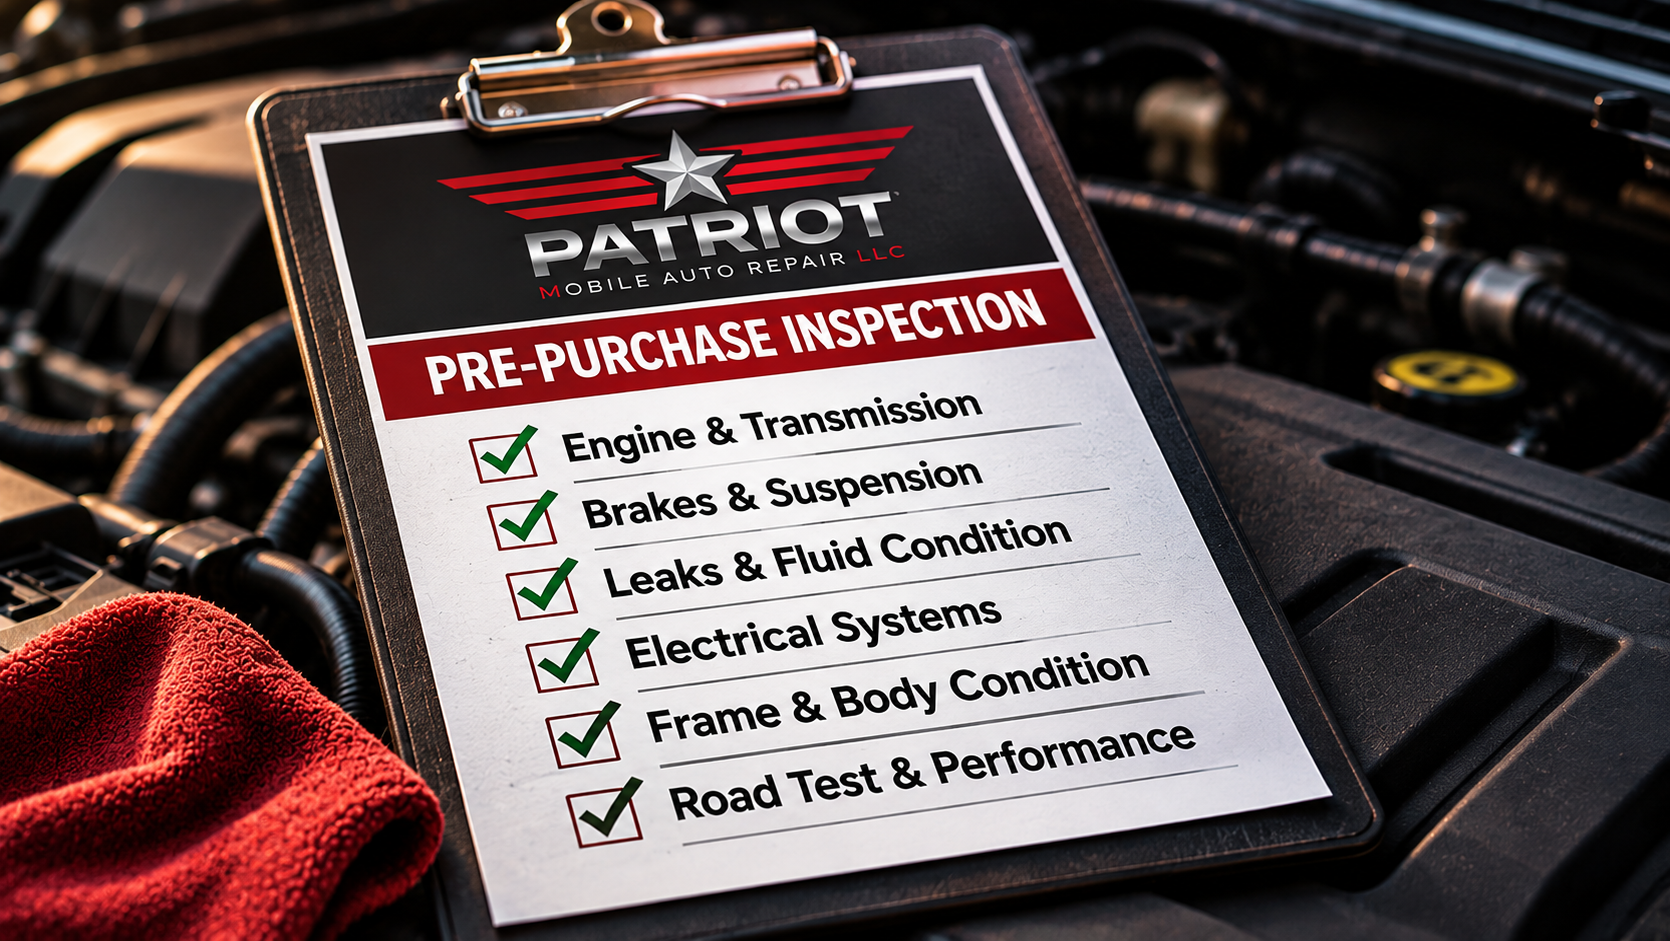 PATRIOT
MOBILE AUTO REPAIR LLC
PRE-PURCHASE INSPECTION
Engine & Transmission
Brakes & Suspension
Leaks & Fluid Condition
Electrical Systems
Frame & Body Condition
Road Test & Performance